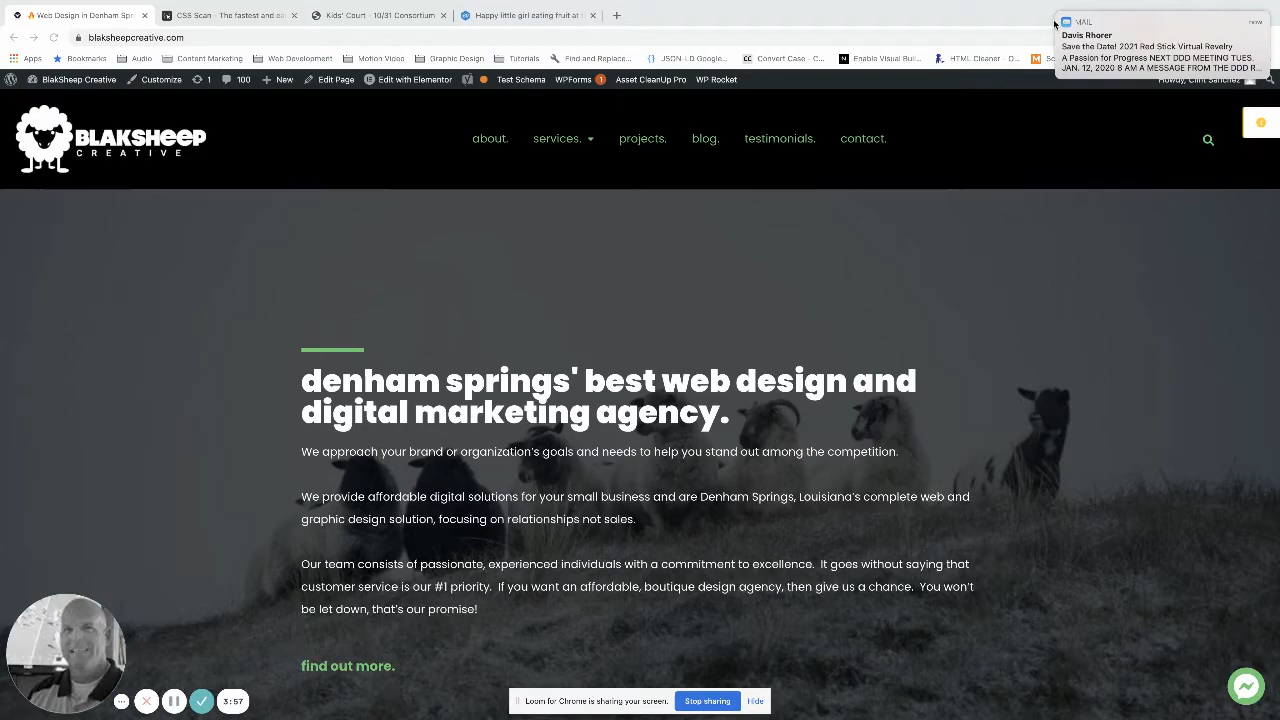 🔥 Web Design in Denham Spr
CSS Scan - The fastest and ea
Kids' Court - 10/31 Consortium
Happy little girl eating fruit at t
blaksheepcreative.com
Apps
Bookmarks
Audio
Content Marketing
Web Development
Motion Video
Graphic Design
Find and Replace...
{} JSON-LD Google...
CC Convert Case - C...
N Enable Visual Bui...
HTML Cleaner - O...
BlakSheep Creative
Customize
1
100
New
Edit Page
Edit with Elementor
Test Schema
WPForms 1
Asset CleanUp Pro
WP Rocket
Howdy, Clint Sanchez
MAIL
now
Davis Rhorer
Save the Date! 2021 Red Stick Virtual Revelry
A Passion for Progress NEXT DDD MEETING TUES.
JAN. 12, 2020 8 AM A MESSAGE FROM THE DDD R...
BLAKSHEEP
CREATIVE
about.
services.
projects.
blog.
testimonials.
contact.
denham springs' best web design and
digital marketing agency.
We approach your brand or organization's goals and needs to help you stand out among the competition.
We provide affordable digital solutions for your small business and are Denham Springs, Louisiana's complete web and
graphic design solution, focusing on relationships not sales.
Our team consists of passionate, experienced individuals with a commitment to excellence. It goes without saying that
customer service is our #1 priority. If you want an affordable, boutique design agency, then give us a chance. You won't
be let down, that's our promise!
find out more.
3:57
Loom for Chrome is sharing your screen.
Stop sharing
Hide